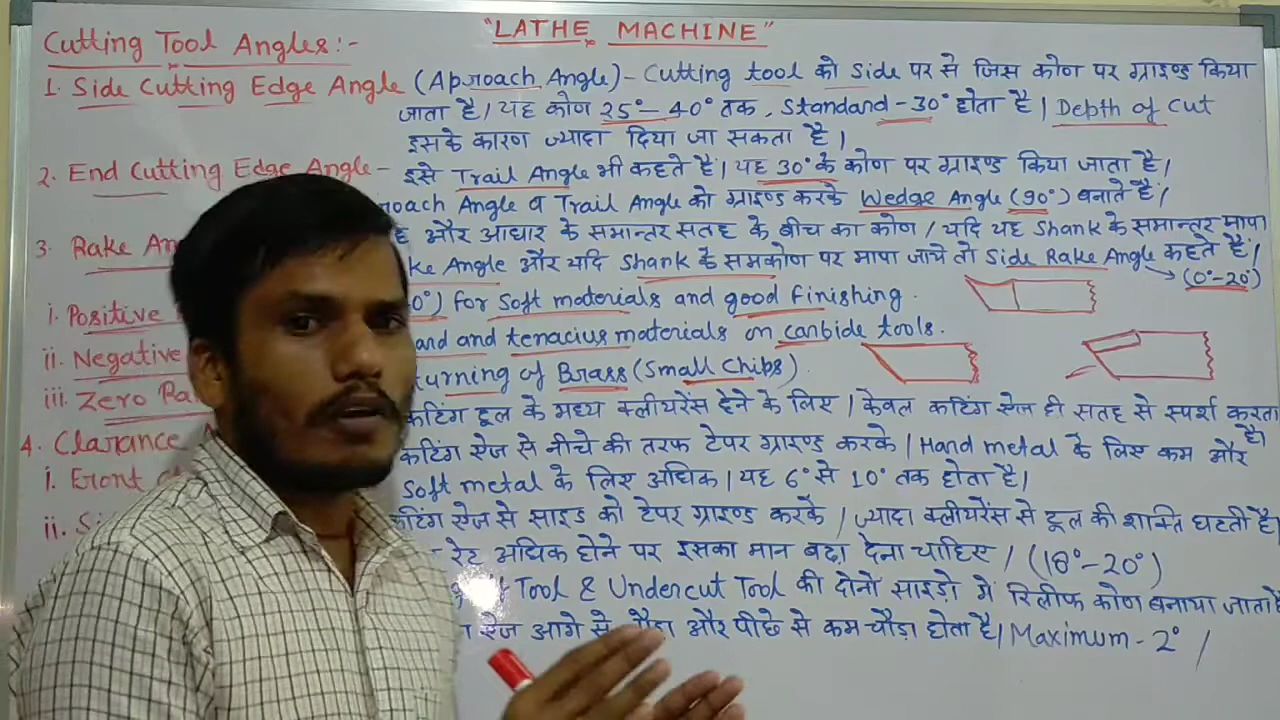 "LATHE MACHINE"
Cutting Tool Angles:-
1. Side Cutting Edge Angle (Aproach Angle) - Cutting tool को Side पर से जिस कोण पर ग्राइण्ड किया
जाता है। यह कोण 25°-40° तक, Standard-30° होता है। Depth of Cut
इसके कारण ज्यादा दिया जा सकता है।
2. End Cutting Edge Angle - इसे Trail Angle भी कहते है। यह 30° के कोण पर ग्राइण्ड किया जाता है।
roach Angle व Trail Angle को ग्राइण्ड करके Wedge Angle (90°) बनाते है।
3. Rake An और आधार के समान्तर सतह के बीच का कोण। यदि यह Shank के समान्तर मापा
ke Angle और यदि Shank के समकोण पर मापा जाये तो Side Rake Angle कहते है।
(0°-20°)
i. Positive 0°) for Soft materials and good finishing.
ii. Negative ard and tenacius materials on carbide tools.
iii. Zero Ra turning of Brass (Small Chips).
4. Clarance कटिंग टूल के मध्य क्लीयरेंस देने के लिए। केवल कटिंग ऐज ही सतह से स्पर्श करता
है।
i. Front कटिंग ऐज से नीचे की तरफ टेपर ग्राइण्ड करके। Hand metal के लिए कम और
Soft metal के लिए अधिक। यह 6° से 10° तक होता है।
ii. Si कटिंग ऐज से साइड को टेपर ग्राइण्ड करके। ज्यादा क्लीयरेंस से टूल की शक्ति घटती है।
रेट अधिक होने पर इसका मान बढ़ा देना चाहिए। (18°-20°)
Tool & Undercut Tool की दोनो साइड़ो में रिलीफ कोण बनाया जाता है
ऐज आगे से चौड़ा और पीछे से कम चौड़ा होता है। Maximum - 2°।